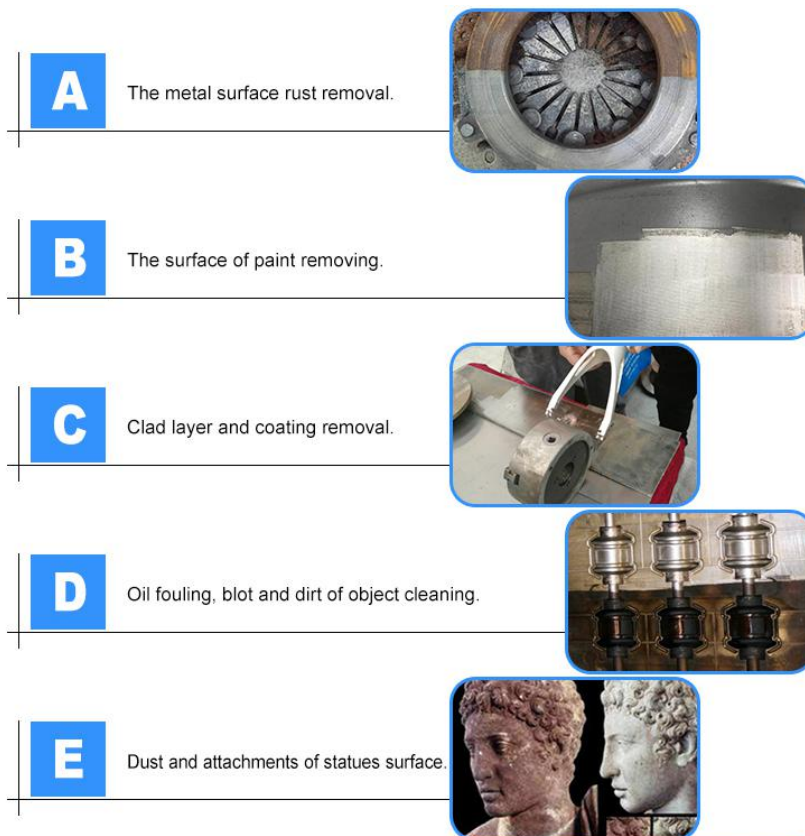 A
The metal surface rust removal.
B
The surface of paint removing.
C
Clad layer and coating removal.
D
Oil fouling, blot and dirt of object cleaning.
E
Dust and attachments of statues surface.